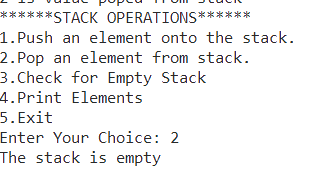 2 is value poped from stack
******STACK OPERATIONS******
1.Push an element onto the stack.
2.Pop an element from stack.
3.Check for Empty Stack
4.Print Elements
5.Exit
Enter Your Choice: 2
The stack is empty